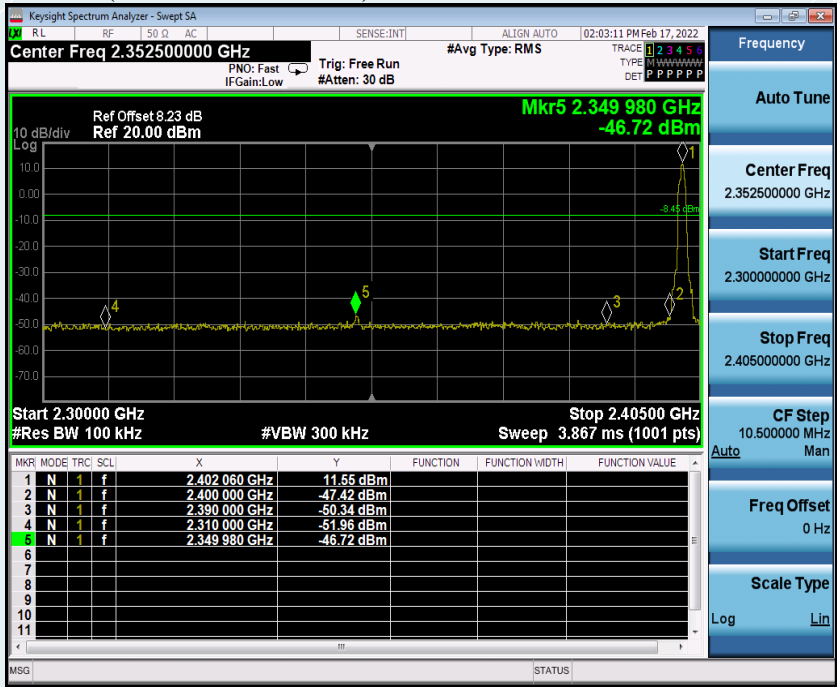 Keysight Spectrum Analyzer - Swept SA
LXI RL RF 50 Ω AC SENSE:INT ALIGN AUTO 02:03:11 PM Feb 17, 2022
Center Freq 2.352500000 GHz
PNO: Fast
IFGain:Low
Trig: Free Run
#Atten: 30 dB
#Avg Type: RMS
TRACE 1 2 3 4 5 6
TYPE M WWWWW
DET P P P P P P
Ref Offset 8.23 dB
10 dB/div Ref 20.00 dBm
Log
Mkr5 2.349 980 GHz
-46.72 dBm
1
10.0
0.00
-8.45 dBm
-10.0
-20.0
-30.0
5
2
-40.0
4
3
-50.0
-60.0
-70.0
Start 2.30000 GHz Stop 2.40500 GHz
#Res BW 100 kHz #VBW 300 kHz Sweep 3.867 ms (1001 pts)
MKR MODE TRC SCL X Y FUNCTION FUNCTION WIDTH FUNCTION VALUE
1 N 1 f 2.402 060 GHz 11.55 dBm
2 N 1 f 2.400 000 GHz -47.42 dBm
3 N 1 f 2.390 000 GHz -50.34 dBm
4 N 1 f 2.310 000 GHz -51.96 dBm
5 N 1 f 2.349 980 GHz -46.72 dBm
6
7
8
9
10
11
MSG STATUS
Frequency
Auto Tune
Center Freq
2.352500000 GHz
Start Freq
2.300000000 GHz
Stop Freq
2.405000000 GHz
CF Step
10.500000 MHz
Auto Man
Freq Offset
0 Hz
Scale Type
Log Lin